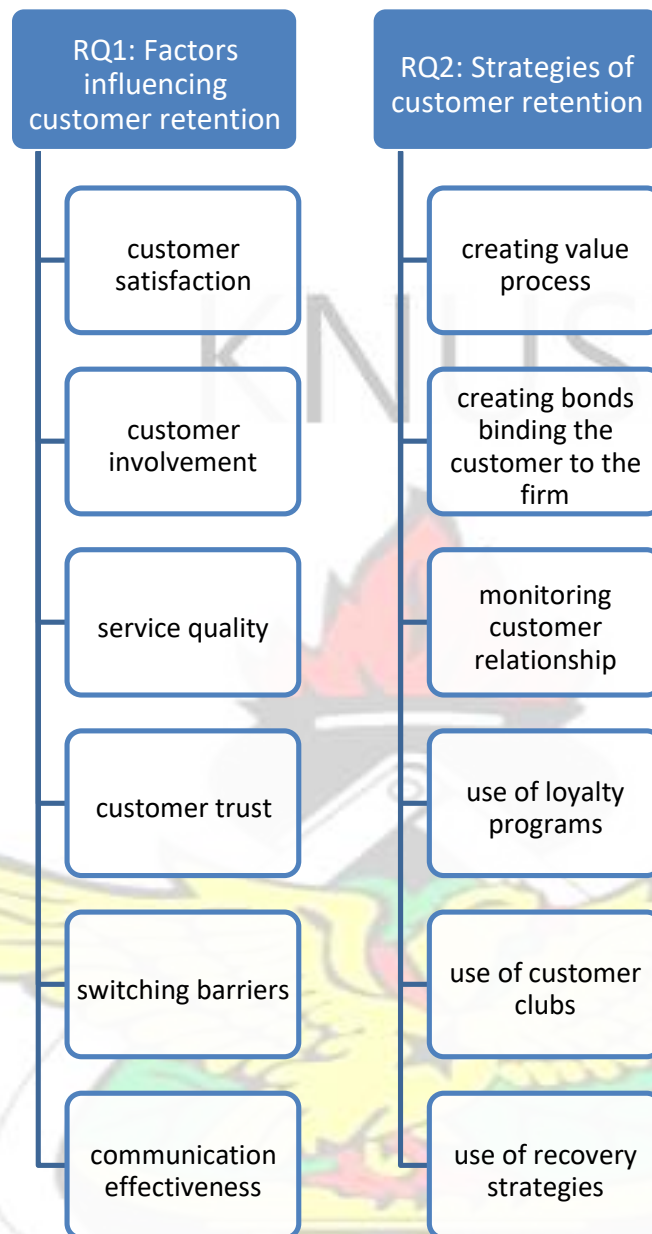 RQ1: Factors
influencing
customer retention
customer
satisfaction
customer
involvement
service quality
customer trust
switching barriers
communication
effectiveness
RQ2: Strategies of
customer retention
creating value
process
creating bonds
binding the
customer to the
firm
monitoring
customer
relationship
use of loyalty
programs
use of customer
clubs
use of recovery
strategies
KNUS